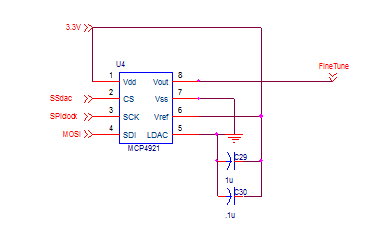 3.3V
U4
FineTune
1 Vdd Vout 8
SSdac 2 CS Vss 7
SPIclock 3 SCK Vref 6
MOSI 4 SDI LDAC 5
MCP4921
C29
1u
C30
.1u